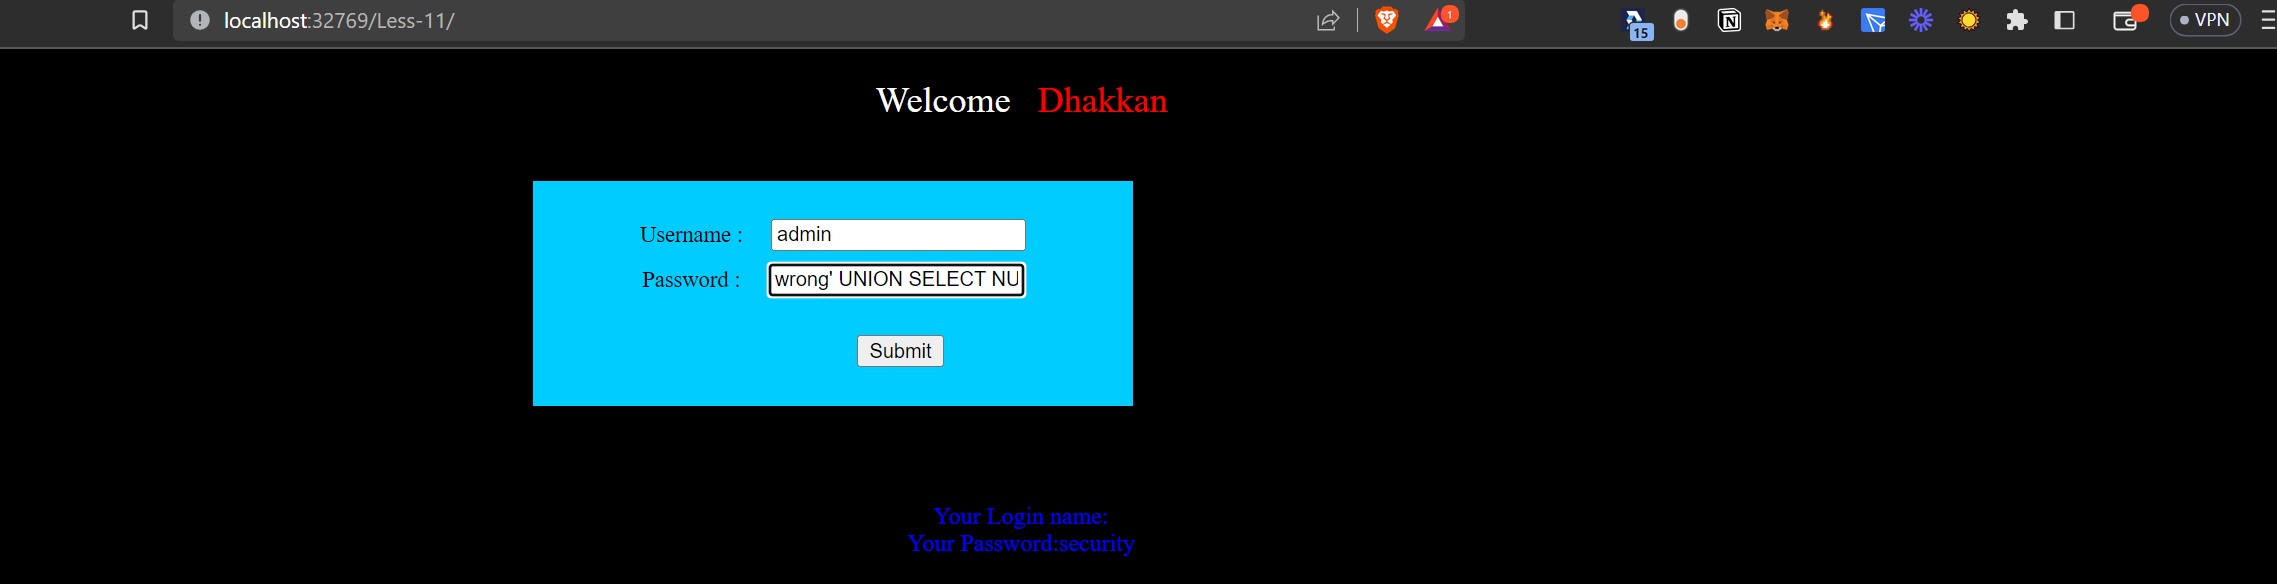 localhost:32769/Less-11/
1
15
N
VPN
Welcome Dhakkan
Username : admin
Password : wrong' UNION SELECT NU
Submit
Your Login name:
Your Password:security